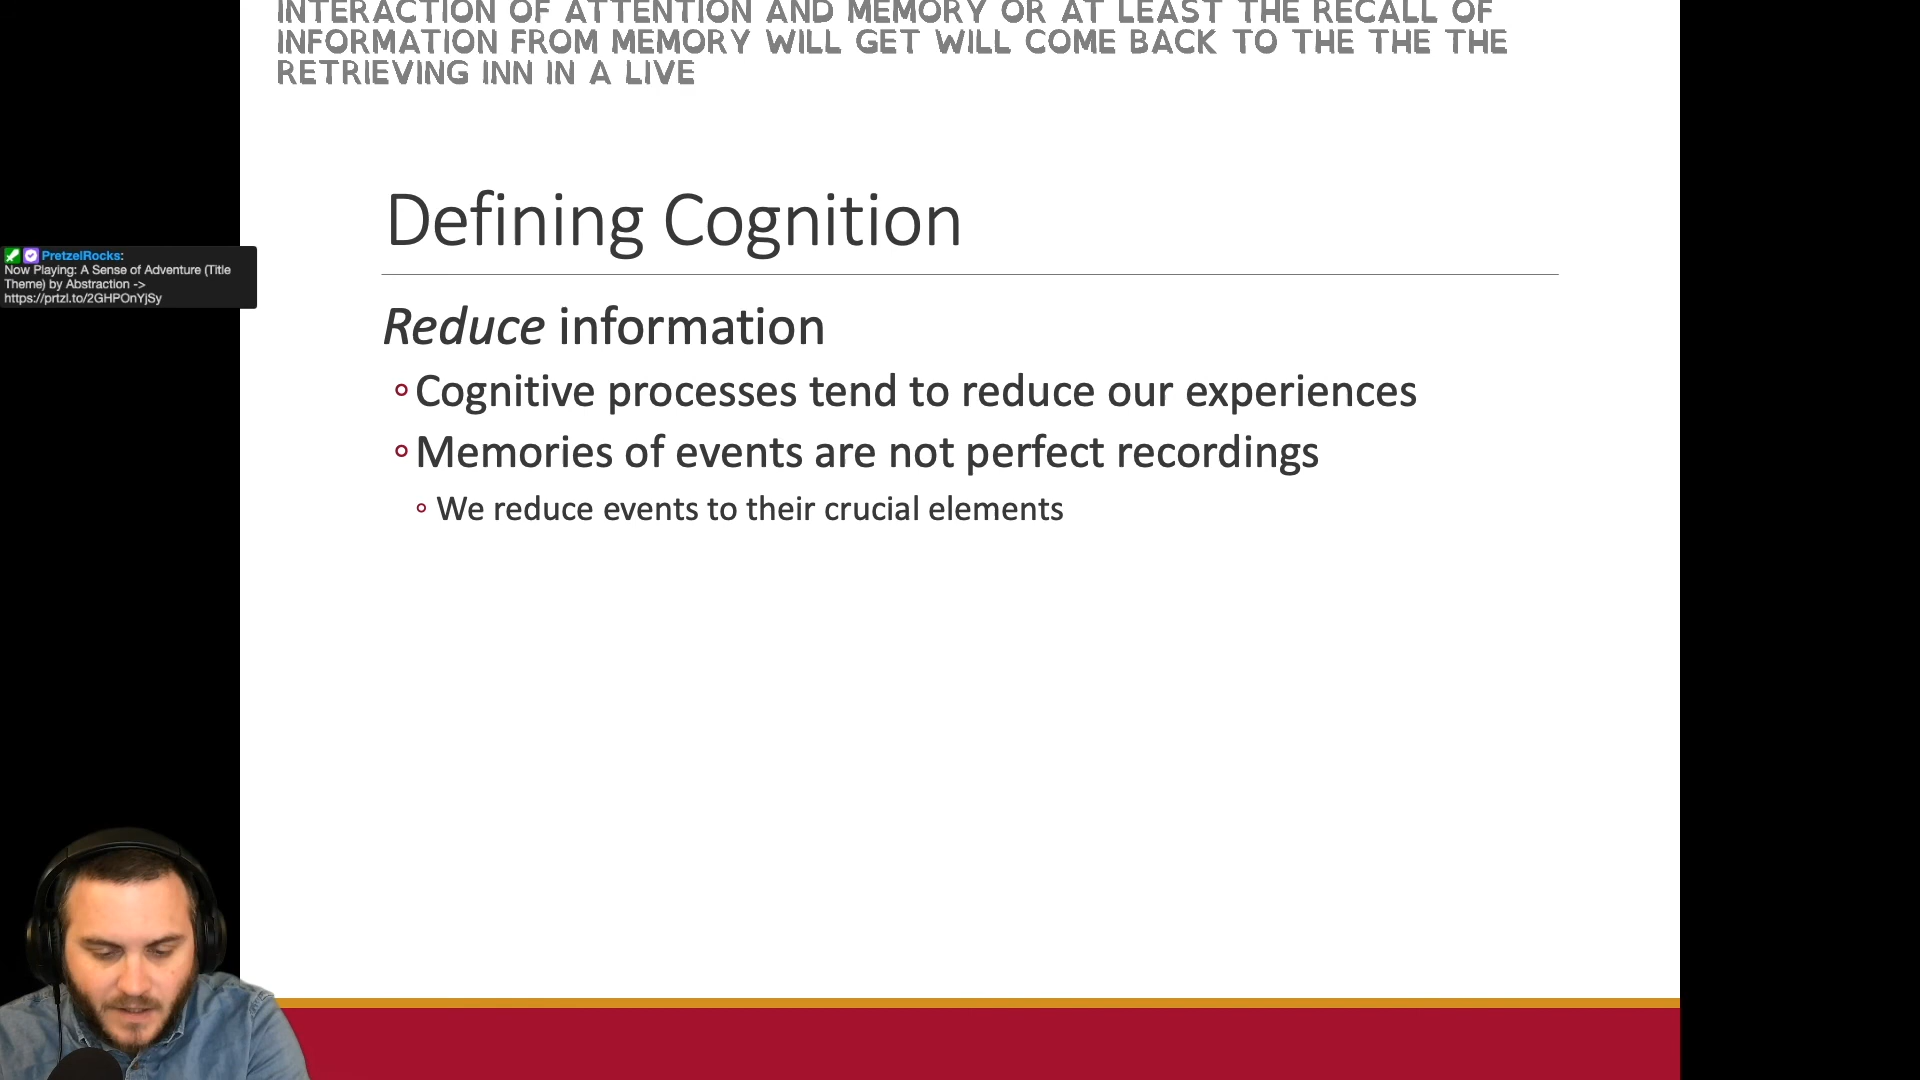 INTERACTION OF ATTENTION AND MEMORY OR AT LEAST THE RECALL OF
INFORMATION FROM MEMORY WILL GET WILL COME BACK TO THE THE THE
RETRIEVING INN IN A LIVE
Defining Cognition
PretzelRocks:
Now Playing: A Sense of Adventure (Title
Theme) by Abstraction ->
https://prtzl.to/2GHPOnYjSy
Reduce information
Cognitive processes tend to reduce our experiences
Memories of events are not perfect recordings
We reduce events to their crucial elements